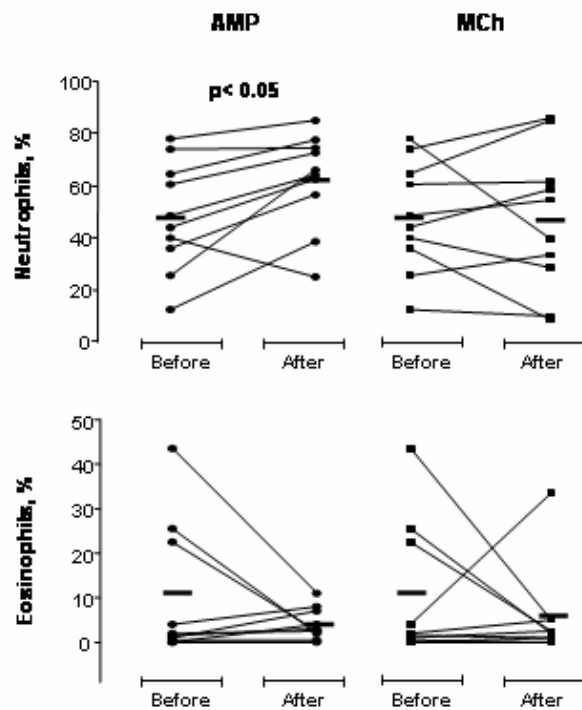 AMP MCh
p< 0.05
100
80
60
40
20
0
Neutrophils, %
Before After Before After
50
40
30
20
10
0
Eosinophils, %
Before After Before After